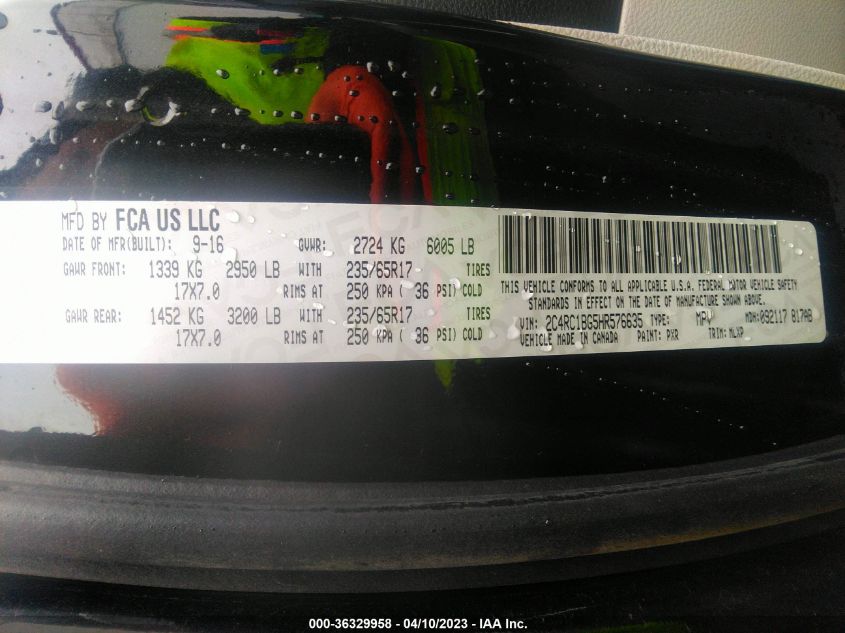 MFD BY FCA US LLC
DATE OF MFR(BUILT): 9-16 GVWR: 2724 KG 6005 LB
GAWR FRONT: 1339 KG 2950 LB WITH 235/65R17 TIRES
17X7.0 RIMS AT 250 KPA ( 36 PSI) COLD
GAWR REAR: 1452 KG 3200 LB WITH 235/65R17 TIRES
17X7.0 RIMS AT 250 KPA ( 36 PSI) COLD
THIS VEHICLE CONFORMS TO ALL APPLICABLE U.S.A. FEDERAL MOTOR VEHICLE SAFETY
STANDARDS IN EFFECT ON THE DATE OF MANUFACTURE SHOWN ABOVE.
VIN: 2C4RC1BG5HR576635 TYPE: MPV MDH: 092117 817AB
VEHICLE MADE IN CANADA PAINT: PXR TRIM: MLXP
000-36329958 - 04/10/2023 - IAA Inc.